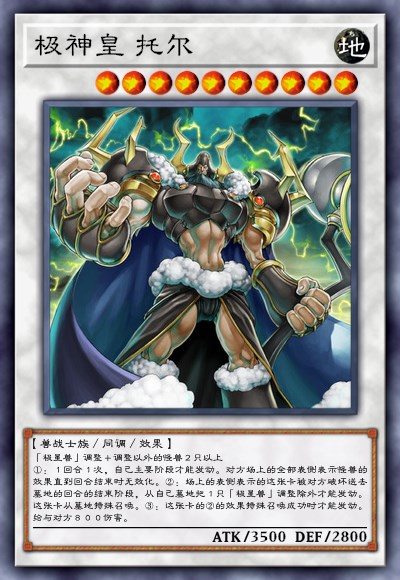 极神皇 托尔
地
【兽战士族／同调／效果】
「极星兽」调整＋调整以外的怪兽２只以上
①：１回合１次，自己主要阶段才能发动。对方场上的全部表侧表示怪兽的
效果直到回合结束时无效化。②：场上的表侧表示的这张卡被对方破坏送去
墓地的回合的结束阶段，从自己墓地把１只「极星兽」调整除外才能发动。
这张卡从墓地特殊召唤。③：这张卡的②的效果特殊召唤成功时才能发动。
给与对方８００伤害。
ATK/3500 DEF/2800